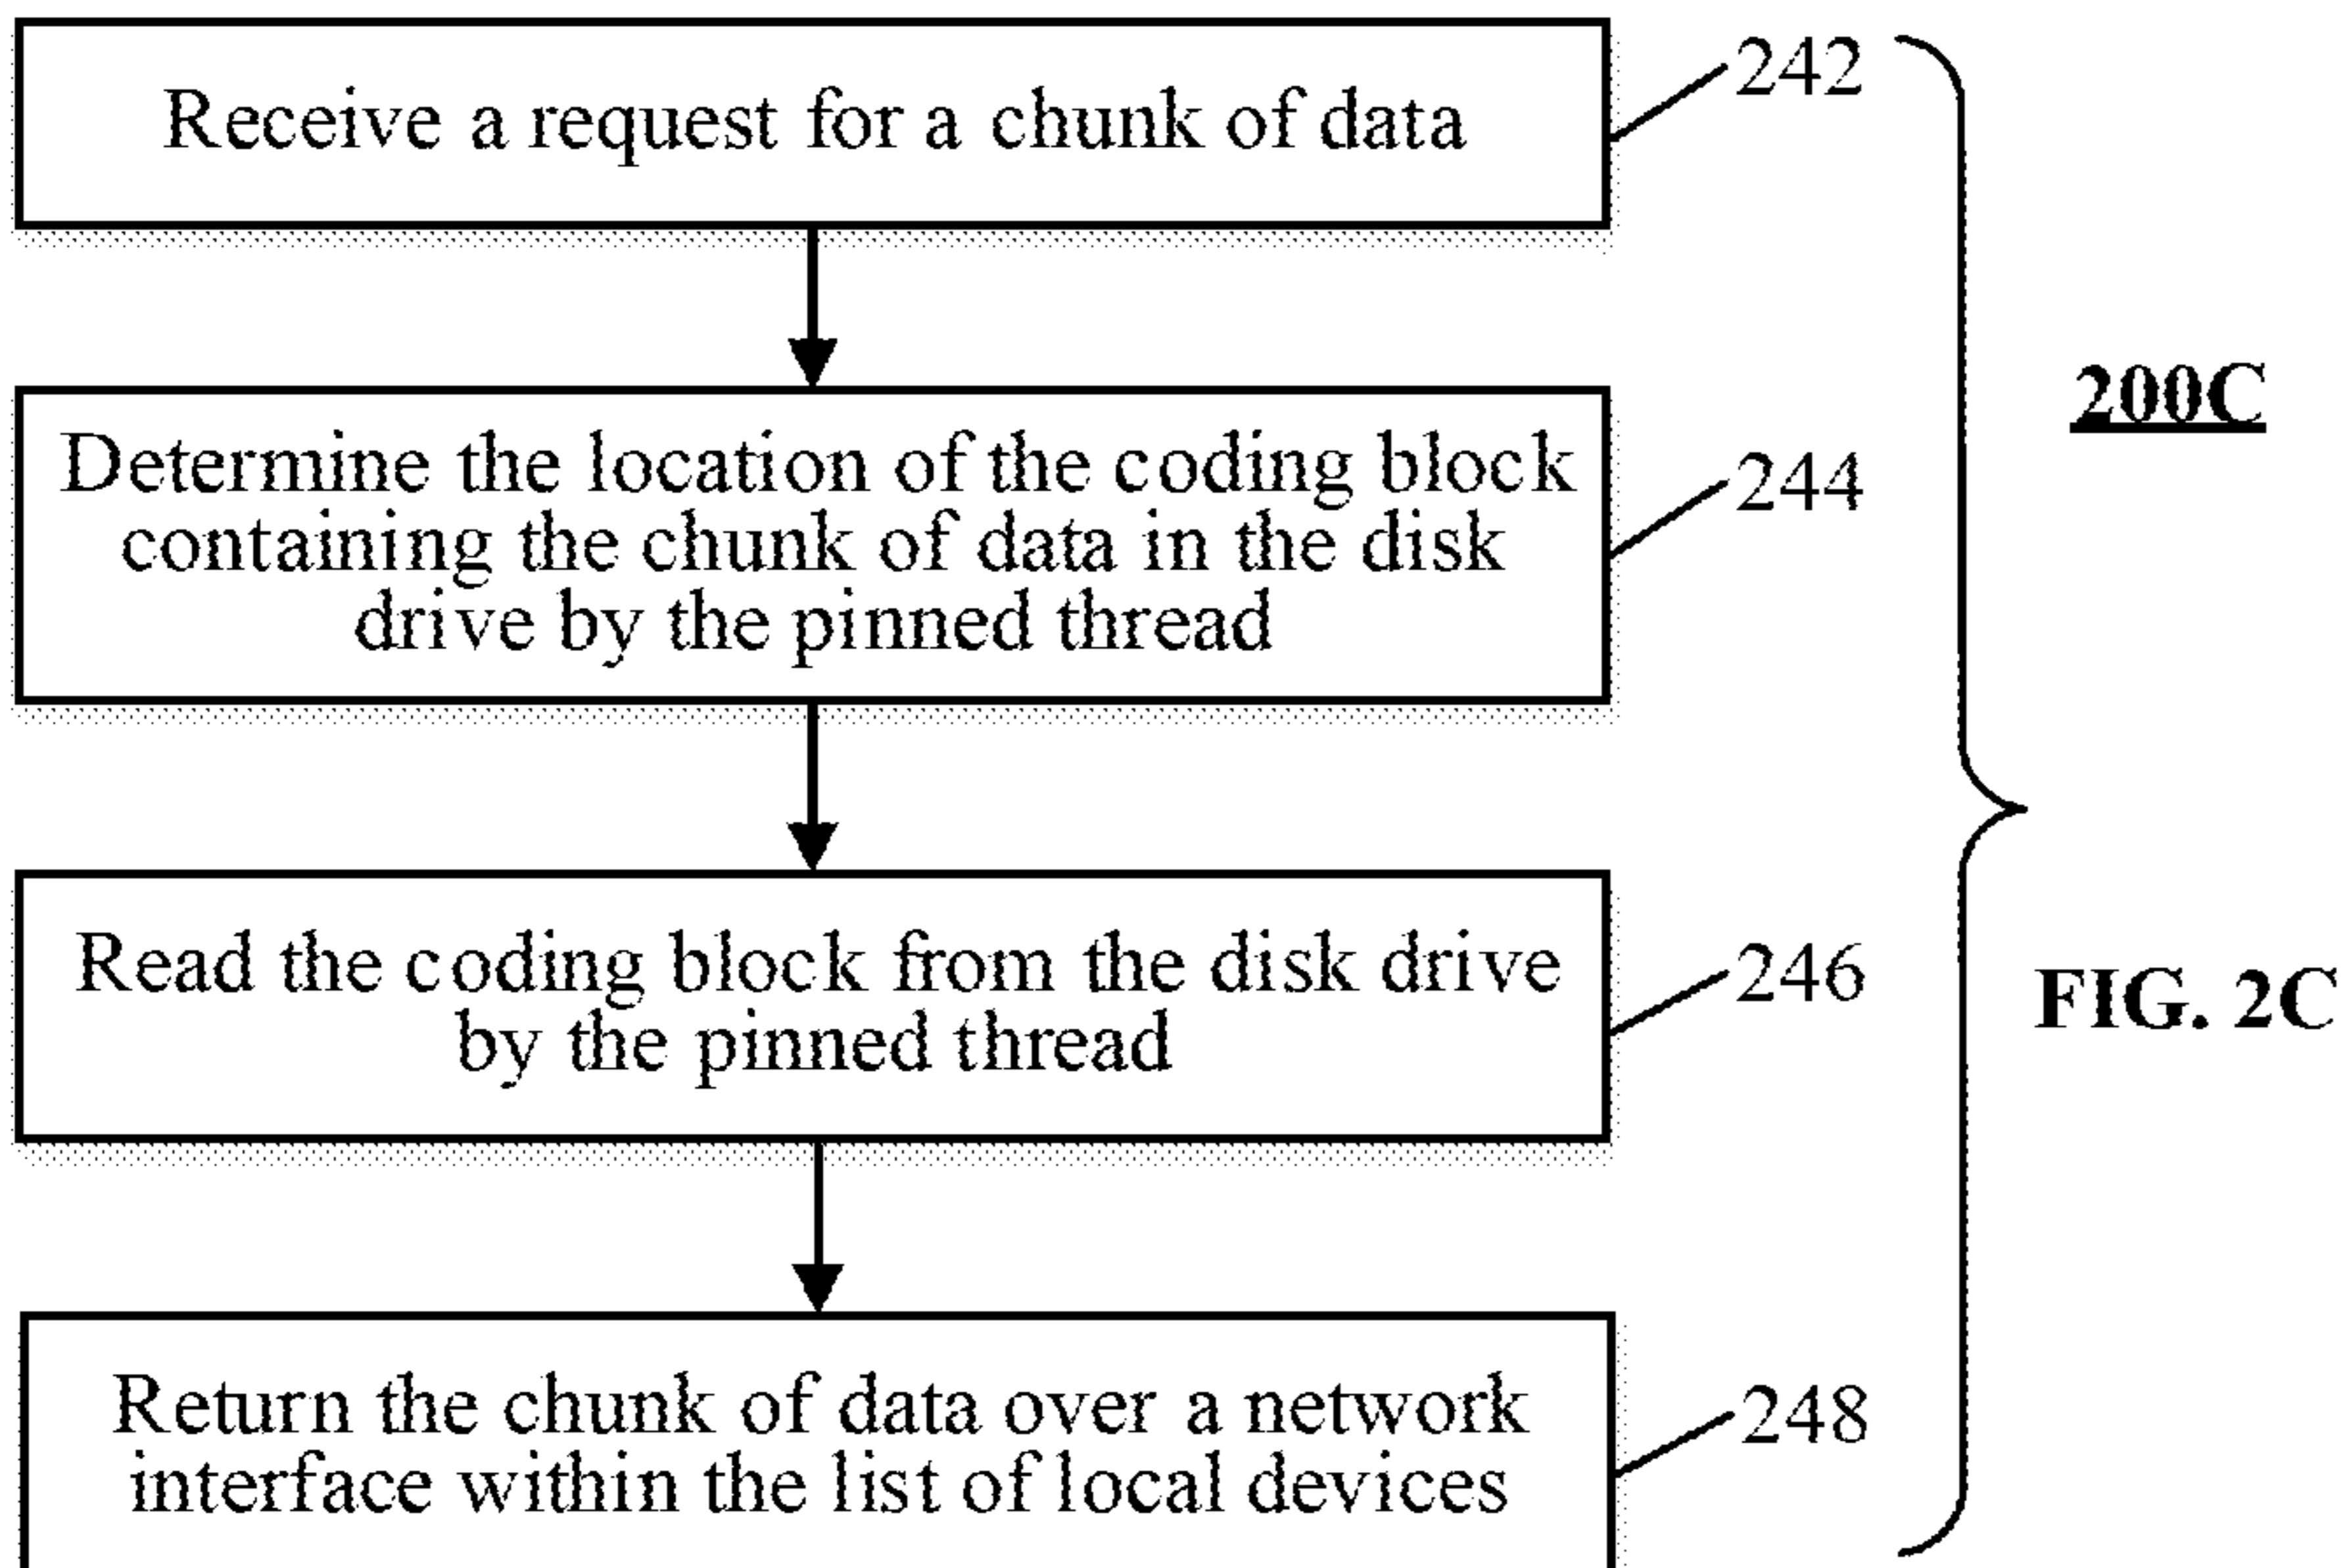 Receive a request for a chunk of data
242
200C
Determine the location of the coding block
containing the chunk of data in the disk
drive by the pinned thread
244
Read the coding block from the disk drive
by the pinned thread
246
FIG. 2C
Return the chunk of data over a network
interface within the list of local devices
248